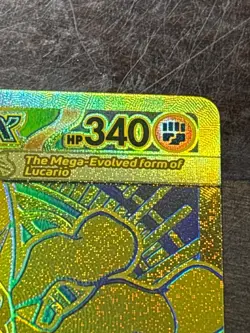 HP 340
The Mega-Evolved form of
Lucario